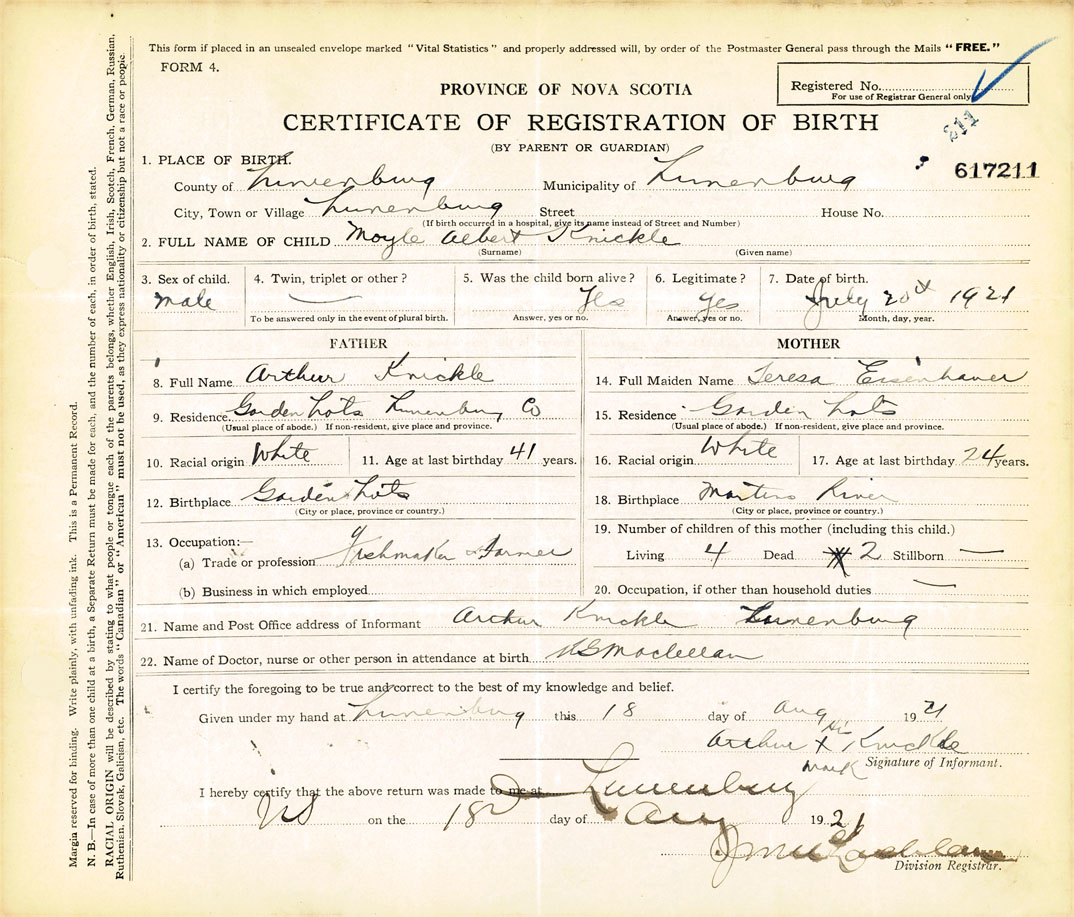 This form if placed in an unsealed envelope marked "Vital Statistics" and properly addressed will, by order of the Postmaster General pass through the Mails "FREE."
FORM 4.
Registered No.
For use of Registrar General only
PROVINCE OF NOVA SCOTIA
CERTIFICATE OF REGISTRATION OF BIRTH
211
(BY PARENT OR GUARDIAN)
617211
1. PLACE OF BIRTH.
County of Lunenburg Municipality of Lunenburg
City, Town or Village Lunenburg Street House No.
(If birth occurred in a hospital, give its name instead of Street and Number)
2. FULL NAME OF CHILD Moyle Albert Knickle
(Surname) (Given name)
3. Sex of child. 4. Twin, triplet or other? 5. Was the child born alive? 6. Legitimate? 7. Date of birth.
Male Yes Yes July 20th 1921
To be answered only in the event of plural birth. Answer, yes or no. Answer, yes or no. Month, day, year.
FATHER
8. Full Name Arthur Knickle
9. Residence Garden Lots Lunenburg Co
(Usual place of abode.) If non-resident, give place and province.
10. Racial origin White 11. Age at last birthday 41 years.
12. Birthplace Garden Lots
(City or place, province or country.)
13. Occupation:—
(a) Trade or profession & Farmer
(b) Business in which employed
MOTHER
14. Full Maiden Name Teresa Eisenhauer
15. Residence Garden Lots
(Usual place of abode.) If non-resident, give place and province.
16. Racial origin White 17. Age at last birthday 24 years.
18. Birthplace Martins River
(City or place, province or country.)
19. Number of children of this mother (including this child.)
Living 4 Dead 2 Stillborn —
20. Occupation, if other than household duties —
21. Name and Post Office address of Informant Arthur Knickle Lunenburg
22. Name of Doctor, nurse or other person in attendance at birth
I certify the foregoing to be true and correct to the best of my knowledge and belief.
Given under my hand at Lunenburg this 18 day of Aug 1921
his
Arthur X Knickle
mark Signature of Informant.
I hereby certify that the above return was made to me at Lunenburg
NS on the 18 day of Aug 1921
Division Registrar.
Margin reserved for binding. Write plainly, with unfading ink. This is a Permanent Record.
N. B.—In case of more than one child at a birth, a Separate Return must be made for each, and the number of each, in order of birth, stated.
RACIAL ORIGIN will be described by stating to what people or tongue each of the parents belongs, whether English, Irish, Scotch, French, German, Russian,
Ruthenian, Slovak, Galician, etc. The words "Canadian" or "American" must not be used, as they express nationality or citizenship but not a race or people